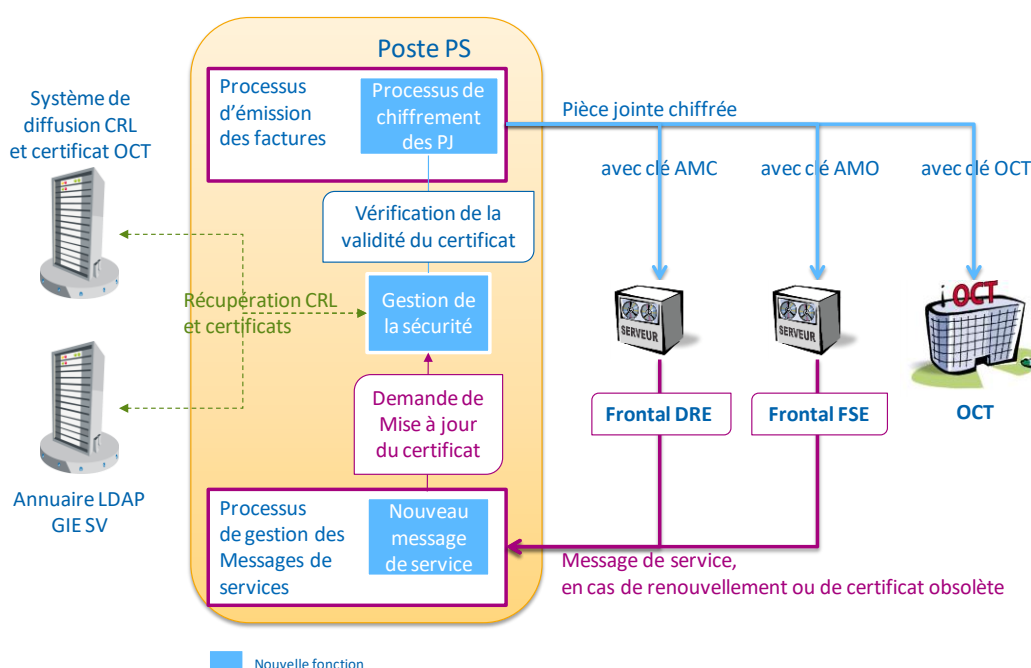 Poste PS
Système de
diffusion CRL
et certificat OCT
Processus
d'émission
des factures
Processus de
chiffrement
des PJ
Pièce jointe chiffrée
avec clé AMC
avec clé AMO
avec clé OCT
Vérification de la
validité du certificat
Récupération CRL
et certificats
Gestion de
la sécurité
SERVEUR
SERVEUR
OCT
Demande de
Mise à jour
du certificat
Frontal DRE
Frontal FSE
OCT
Annuaire LDAP
GIE SV
Processus
de gestion des
Messages de
services
Nouveau
message
de service
Message de service,
en cas de renouvellement ou de certificat obsolète
Nouvelle fonction